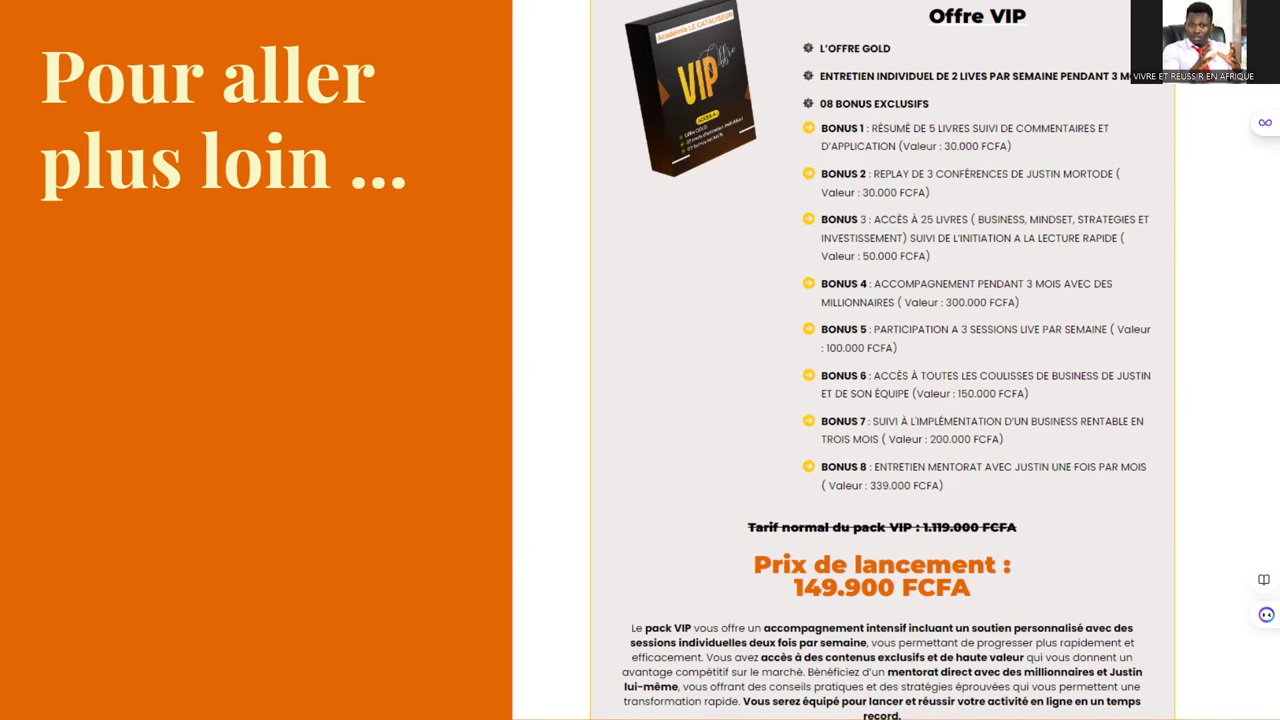 Pour aller
plus loin ...
Académie LE CATALYSEUR
Offre
VIP
Offre VIP
L'OFFRE GOLD
ENTRETIEN INDIVIDUEL DE 2 LIVES PAR SEMAINE PENDANT 3 M
VIVRE ET RÉUSSIR EN AFRIQUE
08 BONUS EXCLUSIFS
BONUS 1 : RÉSUMÉ DE 5 LIVRES SUIVI DE COMMENTAIRES ET
D'APPLICATION (Valeur : 30.000 FCFA)
BONUS 2 : REPLAY DE 3 CONFÉRENCES DE JUSTIN MORTODE (
Valeur : 30.000 FCFA)
BONUS 3 : ACCÈS À 25 LIVRES ( BUSINESS, MINDSET, STRATEGIES ET
INVESTISSEMENT) SUIVI DE L'INITIATION A LA LECTURE RAPIDE (
Valeur : 50.000 FCFA)
BONUS 4 : ACCOMPAGNEMENT PENDANT 3 MOIS AVEC DES
MILLIONNAIRES ( Valeur : 300.000 FCFA)
BONUS 5 : PARTICIPATION A 3 SESSIONS LIVE PAR SEMAINE ( Valeur
: 100.000 FCFA)
BONUS 6 : ACCÈS À TOUTES LES COULISSES DE BUSINESS DE JUSTIN
ET DE SON ÉQUIPE (Valeur : 150.000 FCFA)
BONUS 7 : SUIVI À L'IMPLÉMENTATION D'UN BUSINESS RENTABLE EN
TROIS MOIS ( Valeur : 200.000 FCFA)
BONUS 8 : ENTRETIEN MENTORAT AVEC JUSTIN UNE FOIS PAR MOIS
( Valeur : 339.000 FCFA)
Tarif normal du pack VIP : 1.119.000 FCFA
Prix de lancement :
149.900 FCFA
Le pack VIP vous offre un accompagnement intensif incluant un soutien personnalisé avec des
sessions individuelles deux fois par semaine, vous permettant de progresser plus rapidement et
efficacement. Vous avez accès à des contenus exclusifs et de haute valeur qui vous donnent un
avantage compétitif sur le marché. Bénéficiez d'un mentorat direct avec des millionnaires et Justin
lui-même, vous offrant des conseils pratiques et des stratégies éprouvées qui vous permettent une
transformation rapide. Vous serez équipé pour lancer et réussir votre activité en ligne en un temps
record.